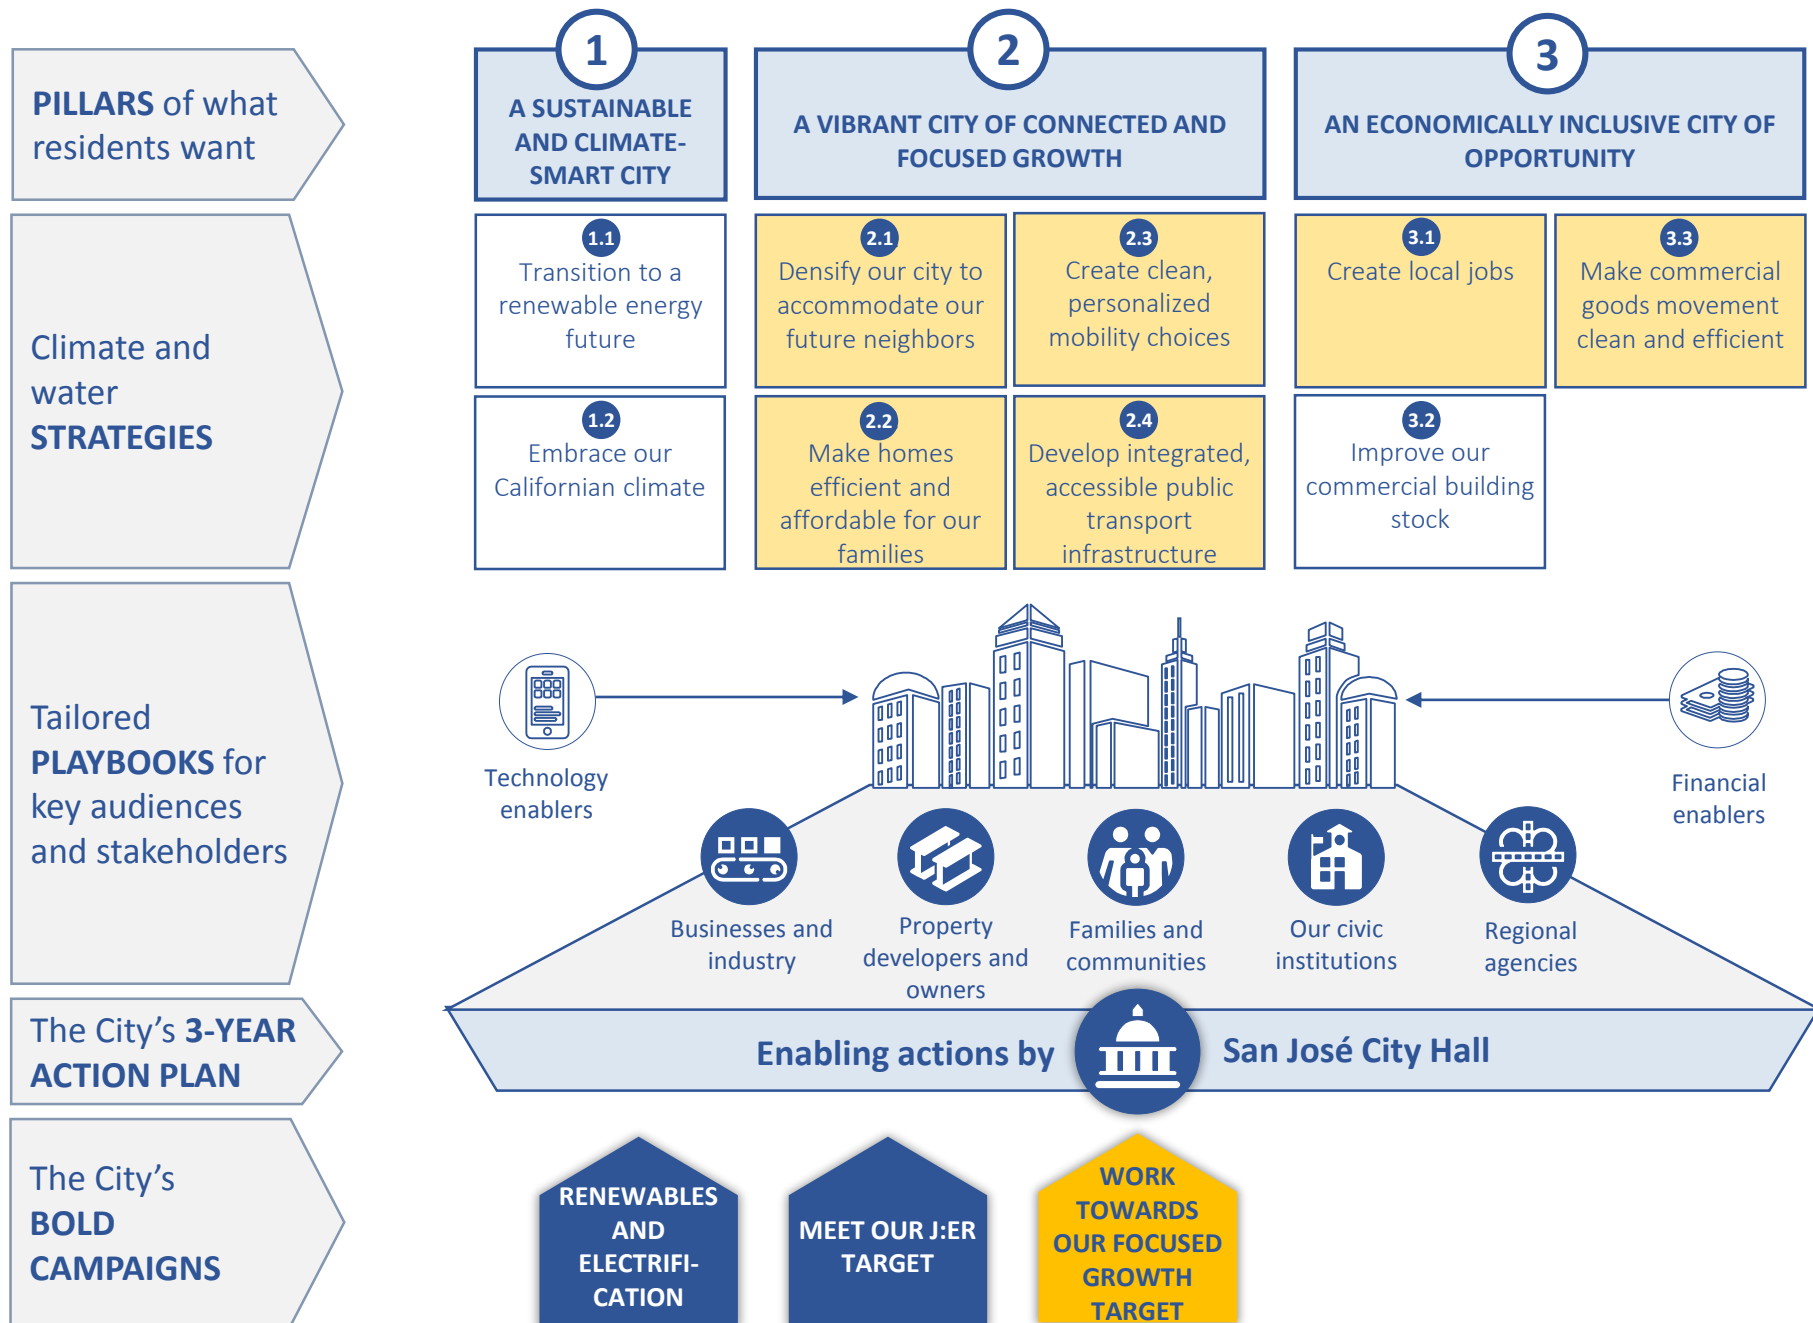 PILLARS of what
residents want
1
A SUSTAINABLE
AND CLIMATE-
SMART CITY
2
A VIBRANT CITY OF CONNECTED AND
FOCUSED GROWTH
3
AN ECONOMICALLY INCLUSIVE CITY OF
OPPORTUNITY
Climate and
water
STRATEGIES
1.1
Transition to a
renewable energy
future
2.1
Densify our city to
accommodate our
future neighbors
2.3
Create clean,
personalized
mobility choices
3.1
Create local jobs
3.3
Make commercial
goods movement
clean and efficient
1.2
Embrace our
Californian climate
2.2
Make homes
efficient and
affordable for our
families
2.4
Develop integrated,
accessible public
transport
infrastructure
3.2
Improve our
commercial building
stock
Tailored
PLAYBOOKS for
key audiences
and stakeholders
Technology
enablers
Financial
enablers
Businesses and
industry
Property
developers and
owners
Families and
communities
Our civic
institutions
Regional
agencies
The City's 3-YEAR
ACTION PLAN
Enabling actions by San José City Hall
The City's
BOLD
CAMPAIGNS
RENEWABLES
AND
ELECTRIFI-
CATION
MEET OUR J:ER
TARGET
WORK
TOWARDS
OUR FOCUSED
GROWTH
TARGET